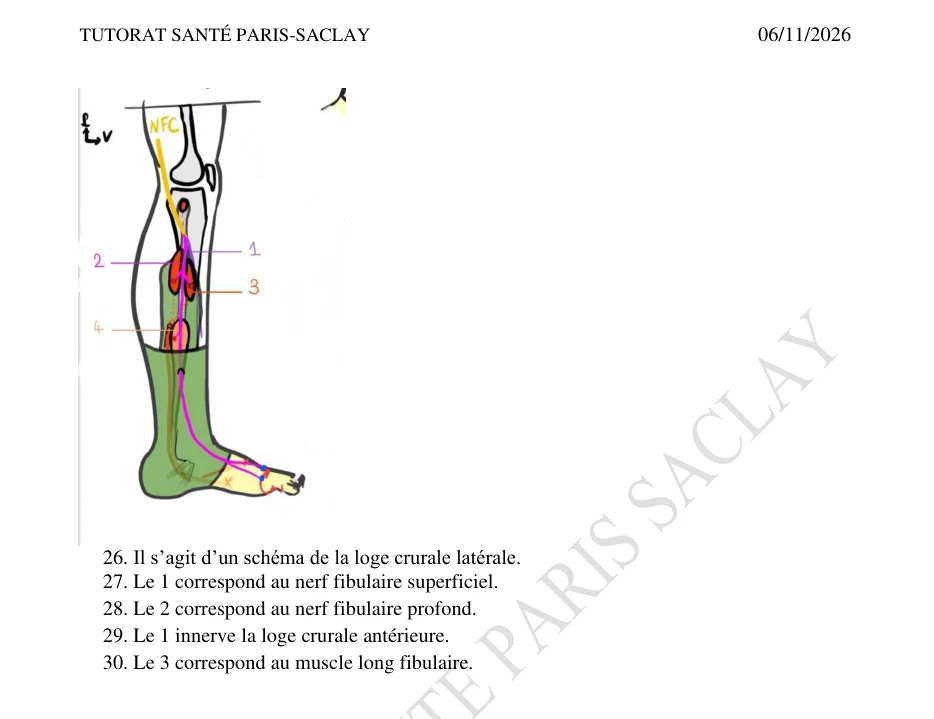 TUTORAT SANTÉ PARIS-SACLAY 06/11/2026
NFC
V
1
2
3
4
26. Il s’agit d’un schéma de la loge crurale latérale.
27. Le 1 correspond au nerf fibulaire superficiel.
28. Le 2 correspond au nerf fibulaire profond.
29. Le 1 innerve la loge crurale antérieure.
30. Le 3 correspond au muscle long fibulaire.
PARIS SACLAY